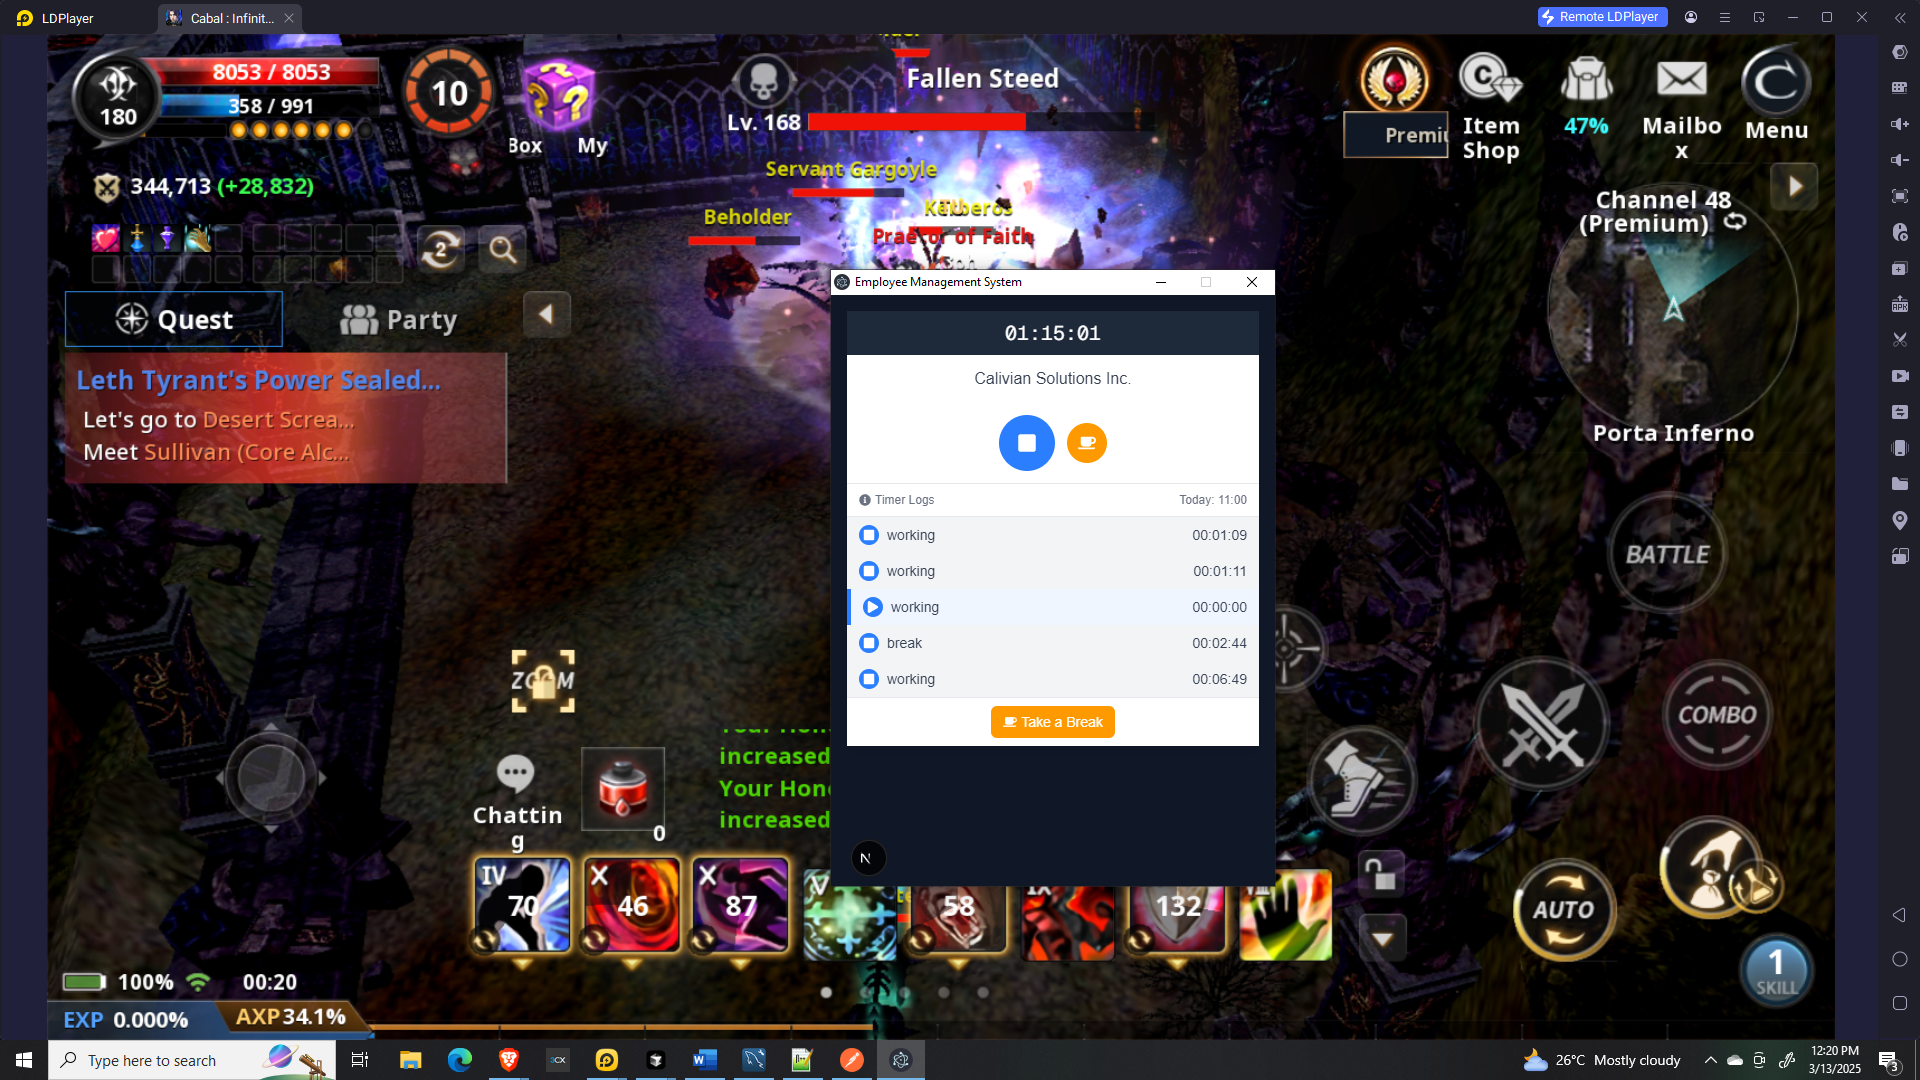 LDPlayer
Cabal : Infinit...
Remote LDPlayer
8053 / 8053
358 / 991
180
10
Box
My
Fallen Steed
Lv. 168
Servant Gargoyle
Beholder
Kerberos
Praetor of Faith
344,713 (+28,832)
2
Quest
Party
Leth Tyrant's Power Sealed...
Let's go to Desert Screa...
Meet Sullivan (Core Alc...
Premiu
Item
Shop
47%
Mailbo
x
Menu
Channel 48
(Premium)
Porta Inferno
Employee Management System
01:15:01
Calivian Solutions Inc.
Timer Logs
Today: 11:00
working
00:01:09
working
00:01:11
working
00:00:00
break
00:02:44
working
00:06:49
Take a Break
N
ZOOM
Chattin
g
0
increased
Your Hon
increased
BATTLE
COMBO
AUTO
1
SKILL
IV
70
X
46
X
87
V
58
IX
132
VIII
100%
00:20
EXP 0.000%
AXP 34.1%
Type here to search
26°C Mostly cloudy
12:20 PM
3/13/2025
3